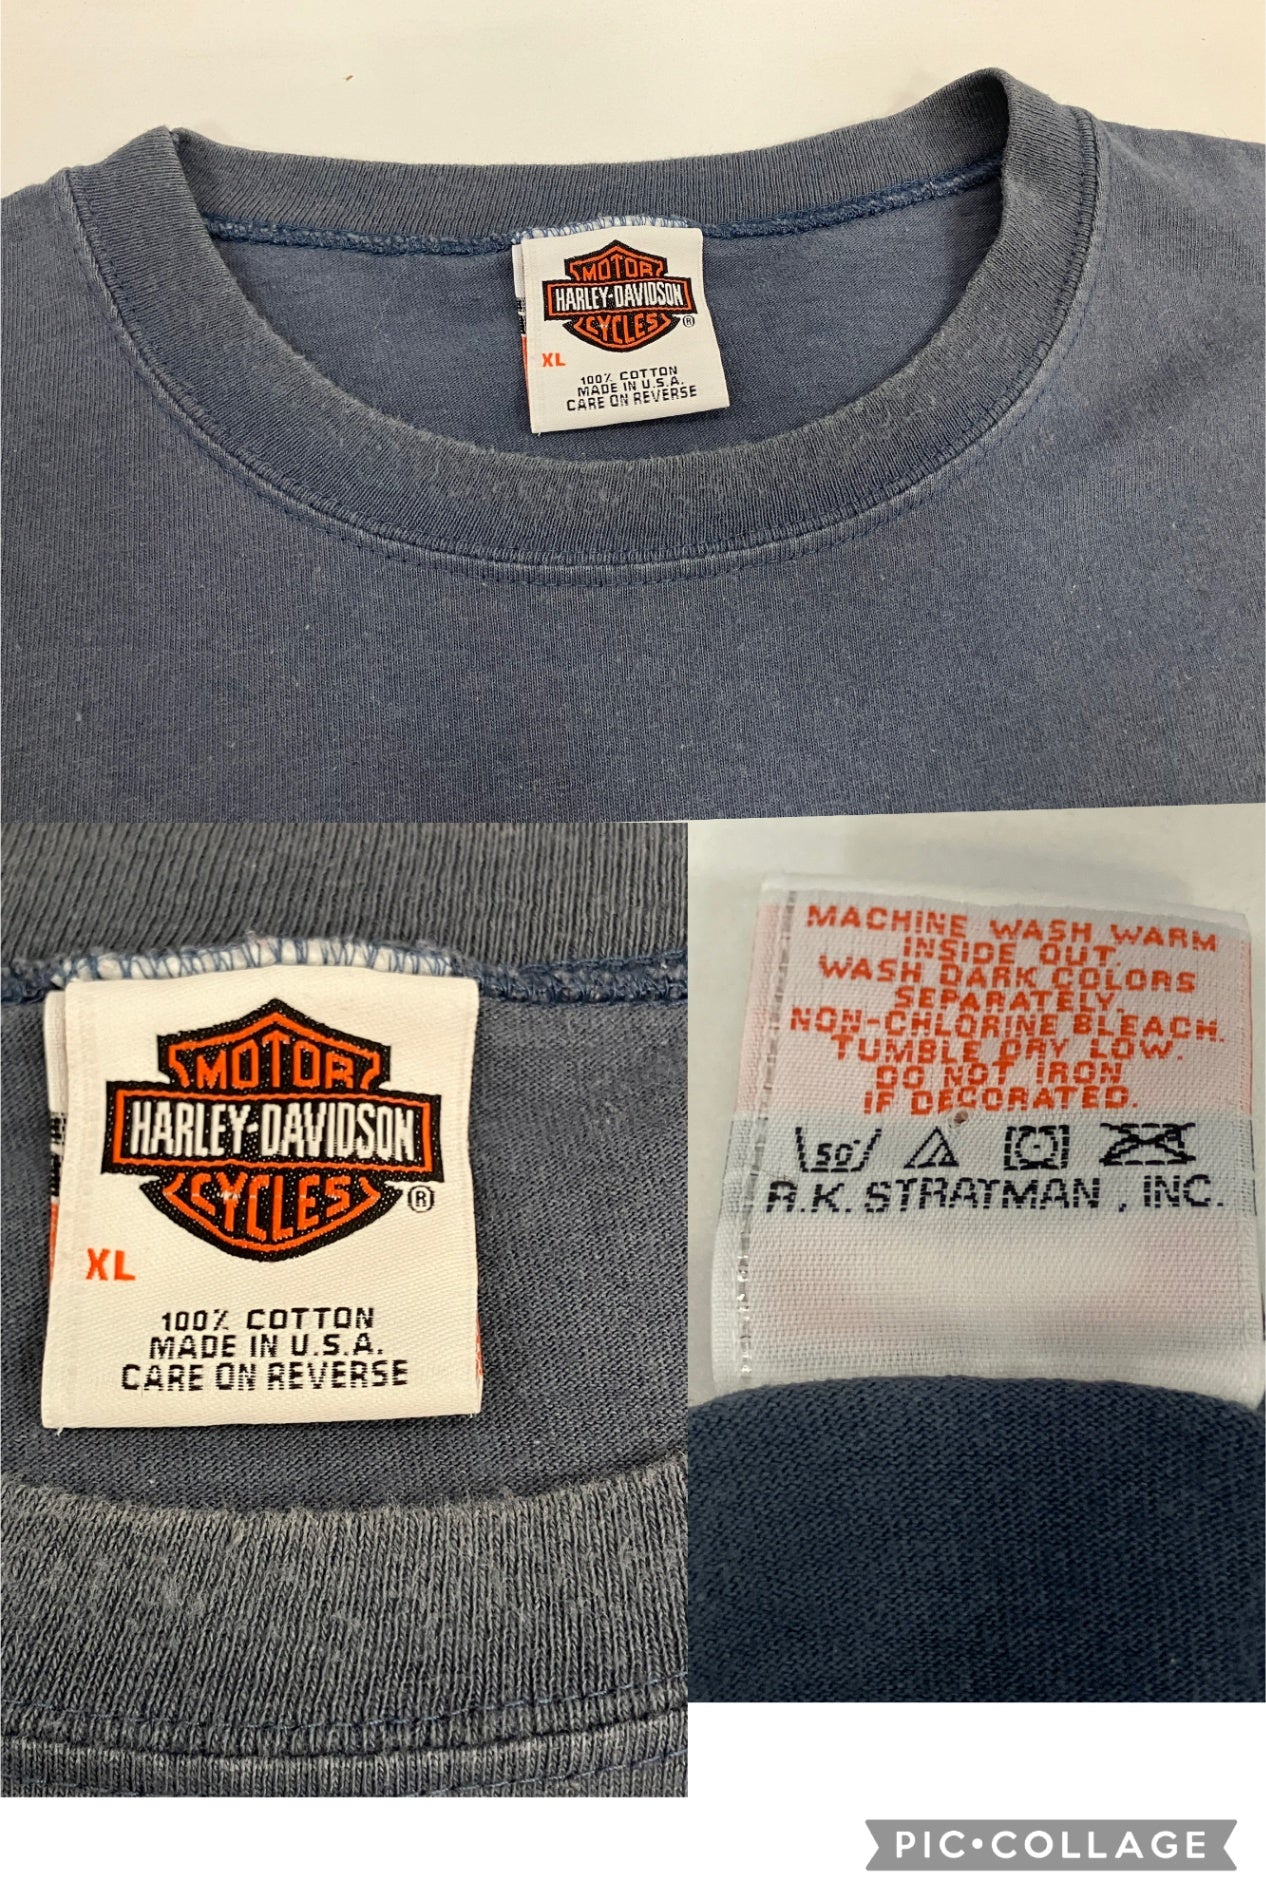 MOTOR
HARLEY-DAVIDSON
CYCLES
®
XL
100% COTTON
MADE IN U.S.A.
CARE ON REVERSE
MOTOR
HARLEY-DAVIDSON
CYCLES
®
XL
100% COTTON
MADE IN U.S.A.
CARE ON REVERSE
MACHINE WASH WARM
INSIDE OUT.
WASH DARK COLORS
SEPARATELY.
NON-CHLORINE BLEACH.
TUMBLE DRY LOW.
DO NOT IRON
IF DECORATED.
50°
R.K. STRATMAN, INC.
PIC•COLLAGE